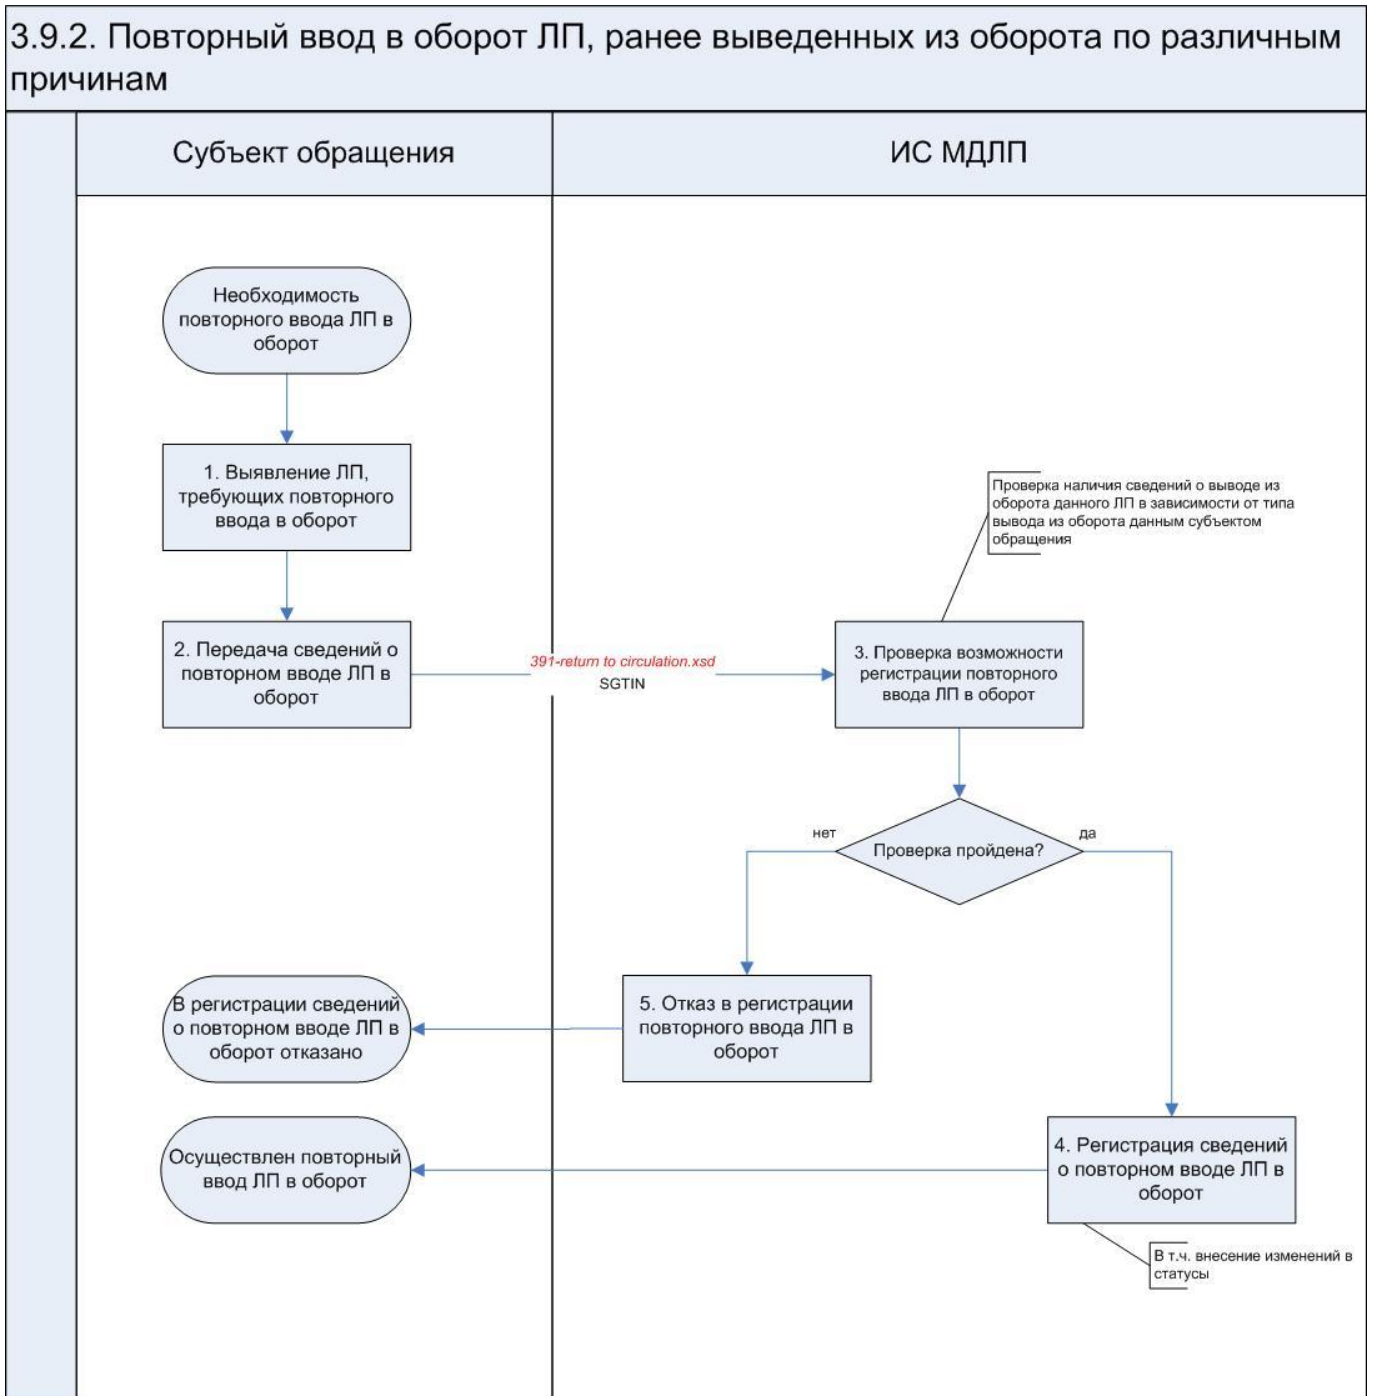 3.9.2. Повторный ввод в оборот ЛП, ранее выведенных из оборота по различным
причинам
Субъект обращения
ИС МДЛП
Необходимость
повторного ввода ЛП в
оборот
1. Выявление ЛП,
требующих повторного
ввода в оборот
Проверка наличия сведений о выводе из
оборота данного ЛП в зависимости от типа
вывода из оборота данным субъектом
обращения
2. Передача сведений о
повторном вводе ЛП в
оборот
391-return to circulation.xsd
SGTIN
3. Проверка возможности
регистрации повторного
ввода ЛП в оборот
нет
да
Проверка пройдена?
В регистрации сведений
о повторном вводе ЛП в
оборот отказано
5. Отказ в регистрации
повторного ввода ЛП в
оборот
Осуществлен повторный
ввод ЛП в оборот
4. Регистрация сведений
о повторном вводе ЛП в
оборот
В т.ч. внесение изменений в
статусы